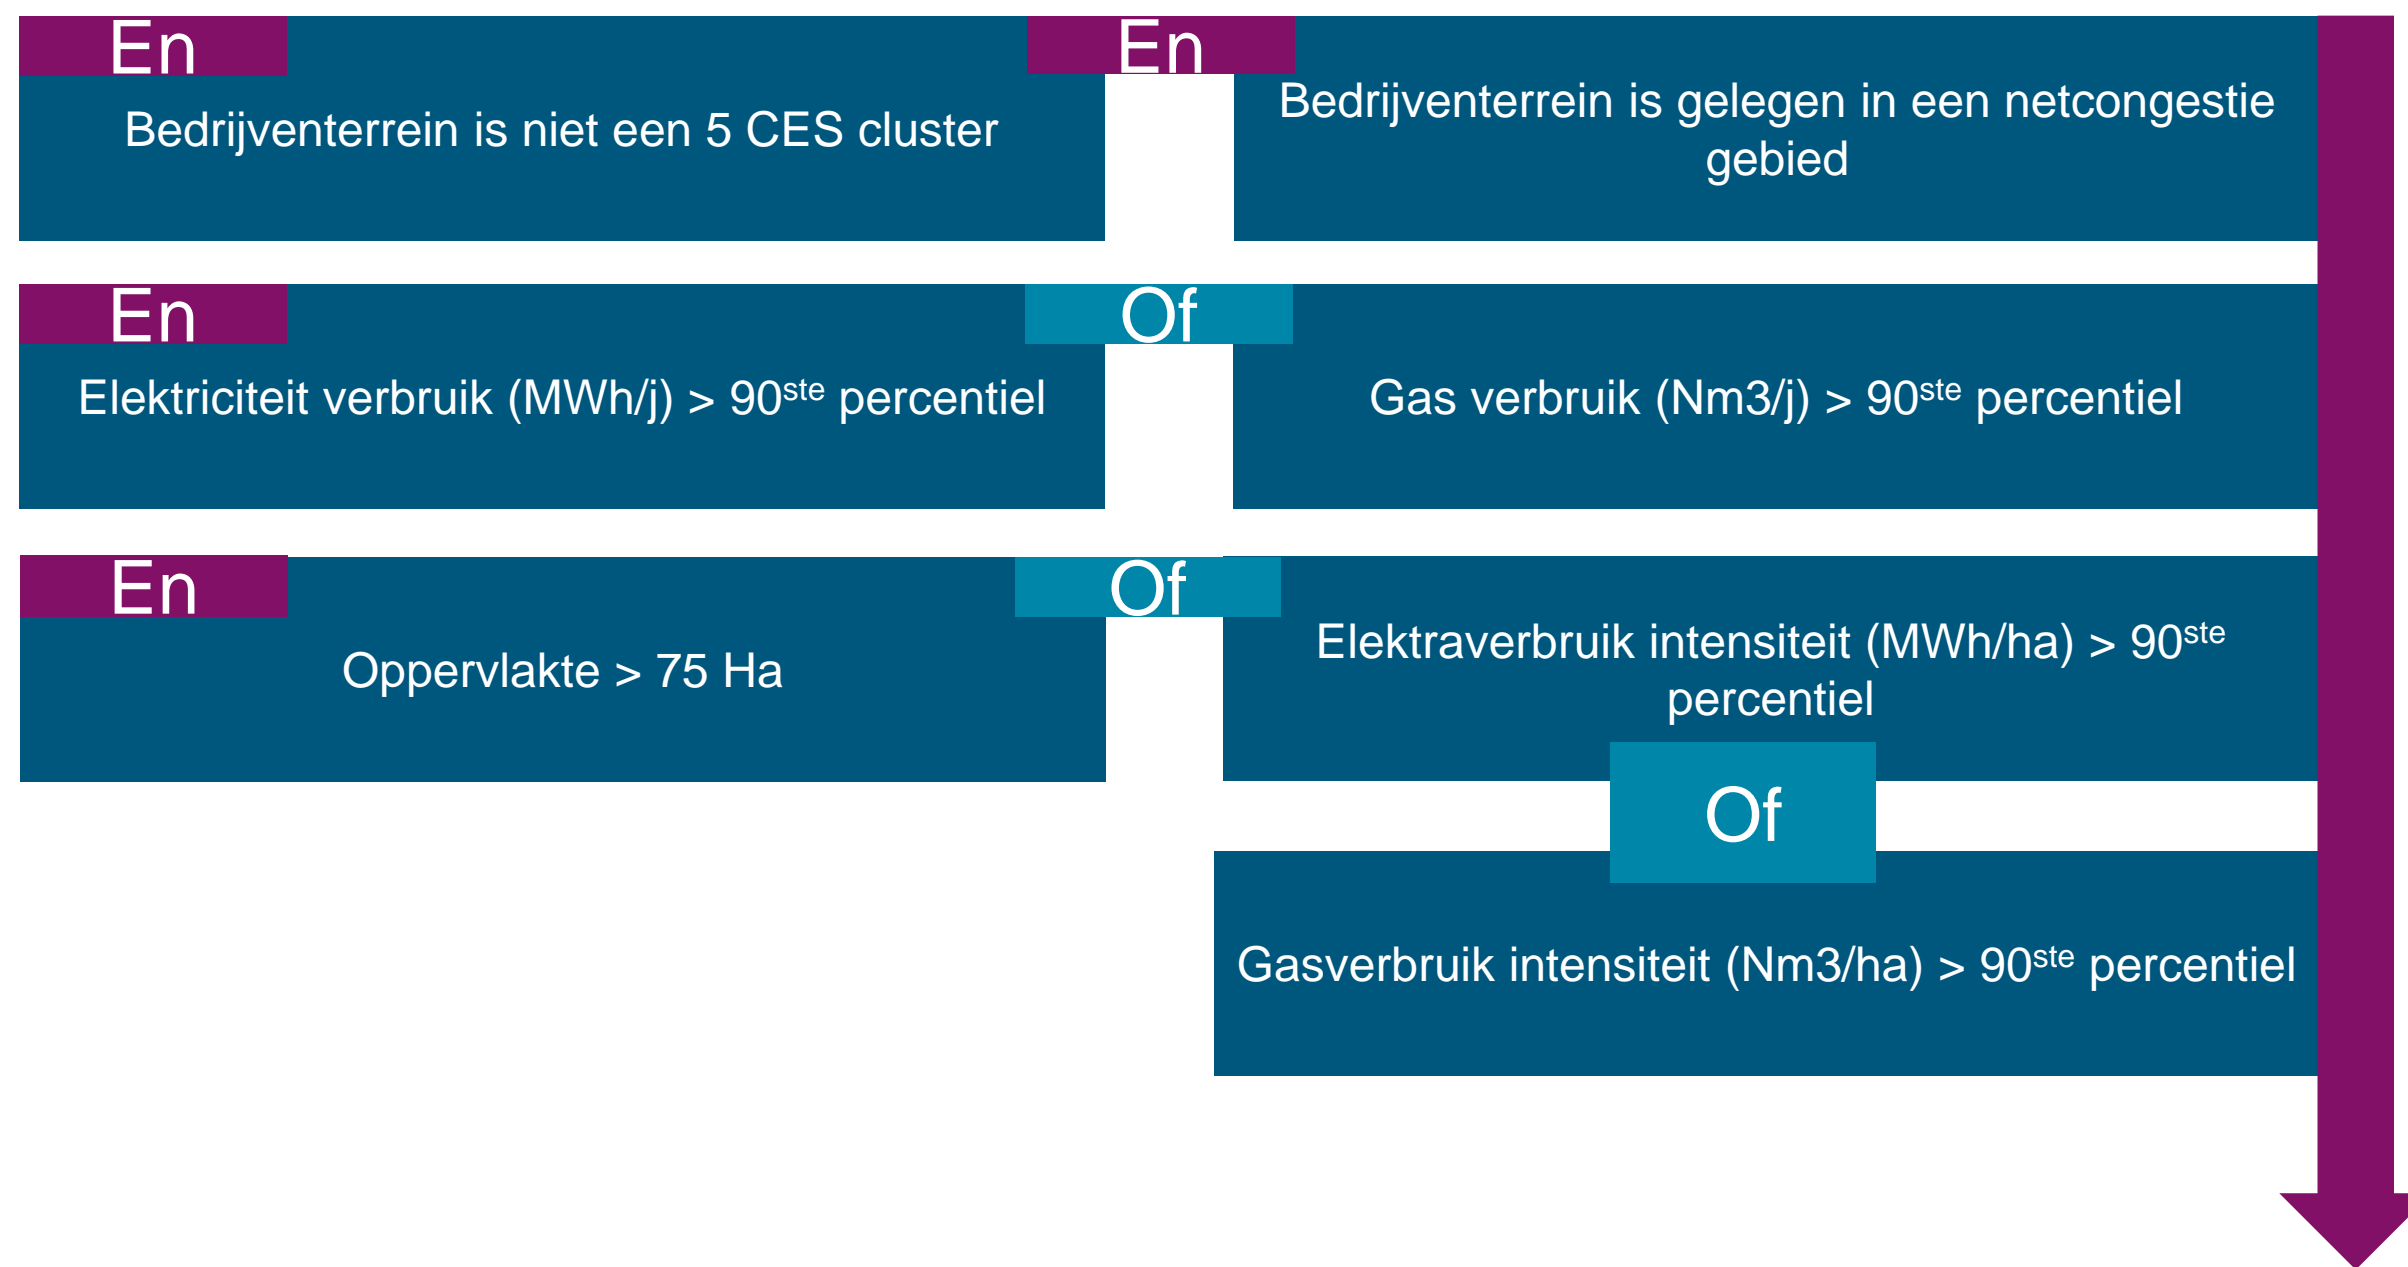 En
Bedrijventerrein is niet een 5 CES cluster
En
Bedrijventerrein is gelegen in een netcongestie
gebied
En
Elektriciteit verbruik (MWh/j) > 90ste percentiel
Of
Gas verbruik (Nm3/j) > 90ste percentiel
En
Oppervlakte > 75 Ha
Of
Elektraverbruik intensiteit (MWh/ha) > 90ste
percentiel
Of
Gasverbruik intensiteit (Nm3/ha) > 90ste percentiel